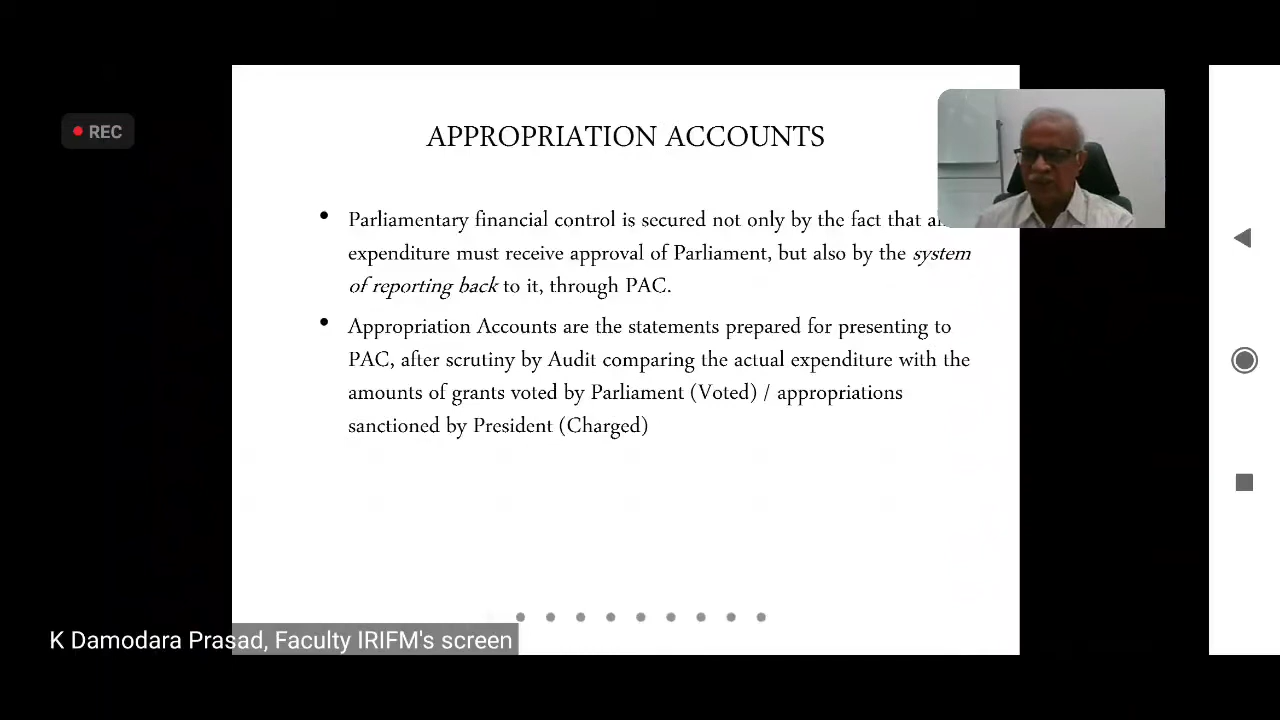 APPROPRIATION ACCOUNTS
REC
Parliamentary financial control is secured not only by the fact that
expenditure must receive approval of Parliament, but also by the system
of reporting back to it, through PAC.
Appropriation Accounts are the statements prepared for presenting to
PAC, after scrutiny by Audit comparing the actual expenditure with the
amounts of grants voted by Parliament (Voted) / appropriations
sanctioned by President (Charged)
K Damodara Prasad, Faculty IRIFM's screen